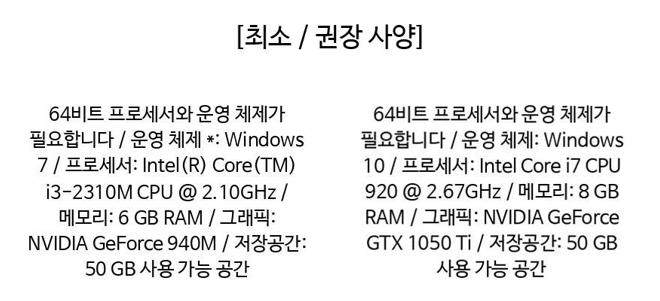 [최소 / 권장 사양]
64비트 프로세서와 운영 체제가
필요합니다 / 운영 체제 *: Windows
7 / 프로세서: Intel(R) Core(TM)
i3-2310M CPU @ 2.10GHz /
메모리: 6 GB RAM / 그래픽:
NVIDIA GeForce 940M / 저장공간:
50 GB 사용 가능 공간
64비트 프로세서와 운영 체제가
필요합니다 / 운영 체제: Windows
10 / 프로세서: Intel Core i7 CPU
920 @ 2.67GHz / 메모리: 8 GB
RAM / 그래픽: NVIDIA GeForce
GTX 1050 Ti / 저장공간: 50 GB
사용 가능 공간